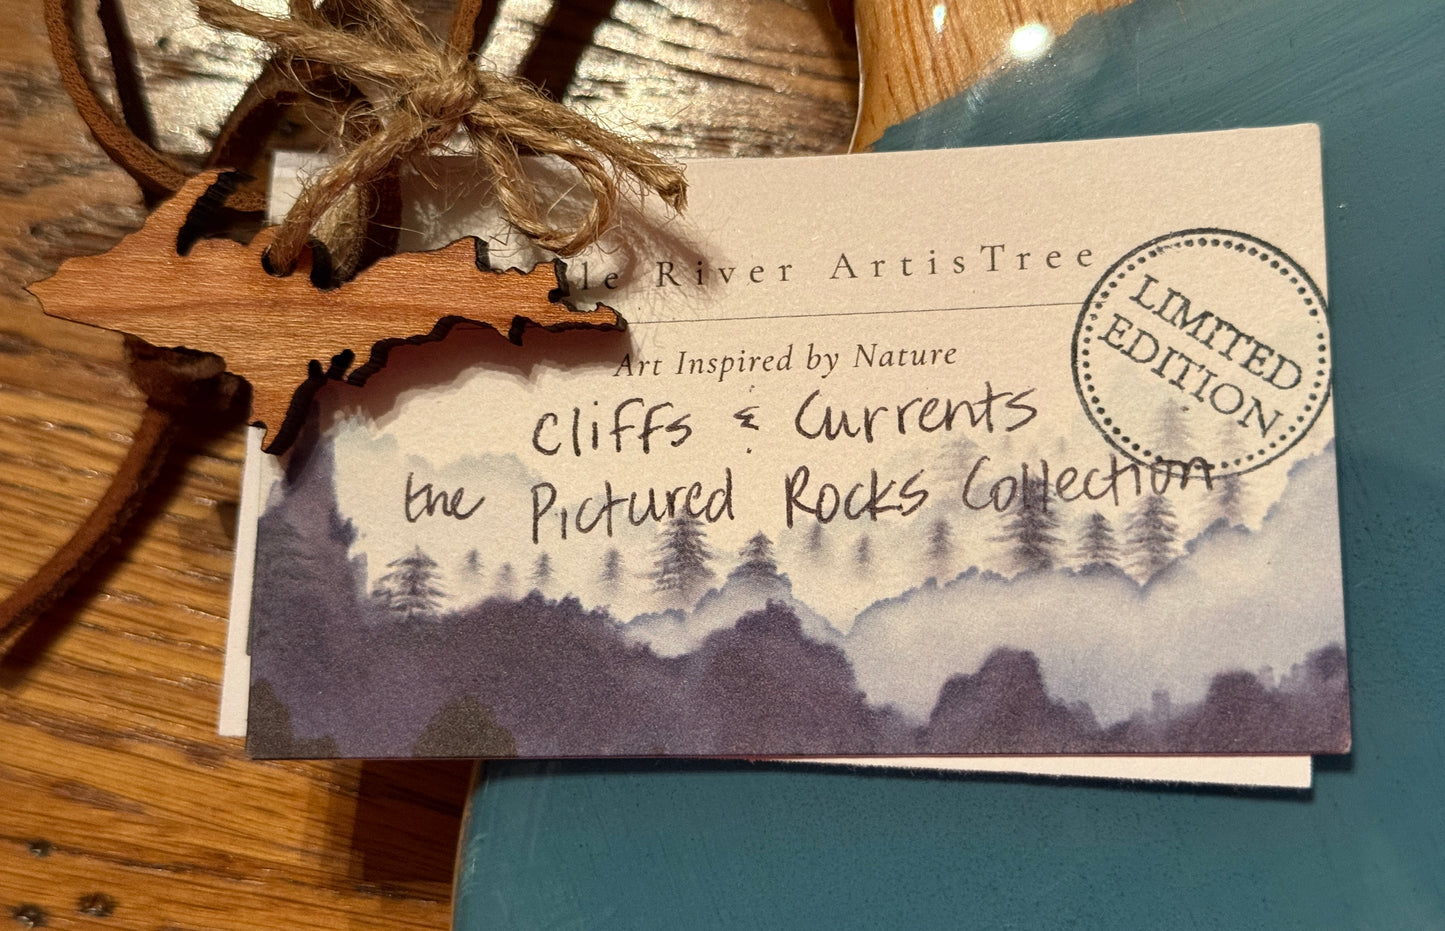 le River ArtisTree
Art Inspired by Nature
Cliffs & Currents
the Pictured Rocks Collection
LIMITED
EDITION